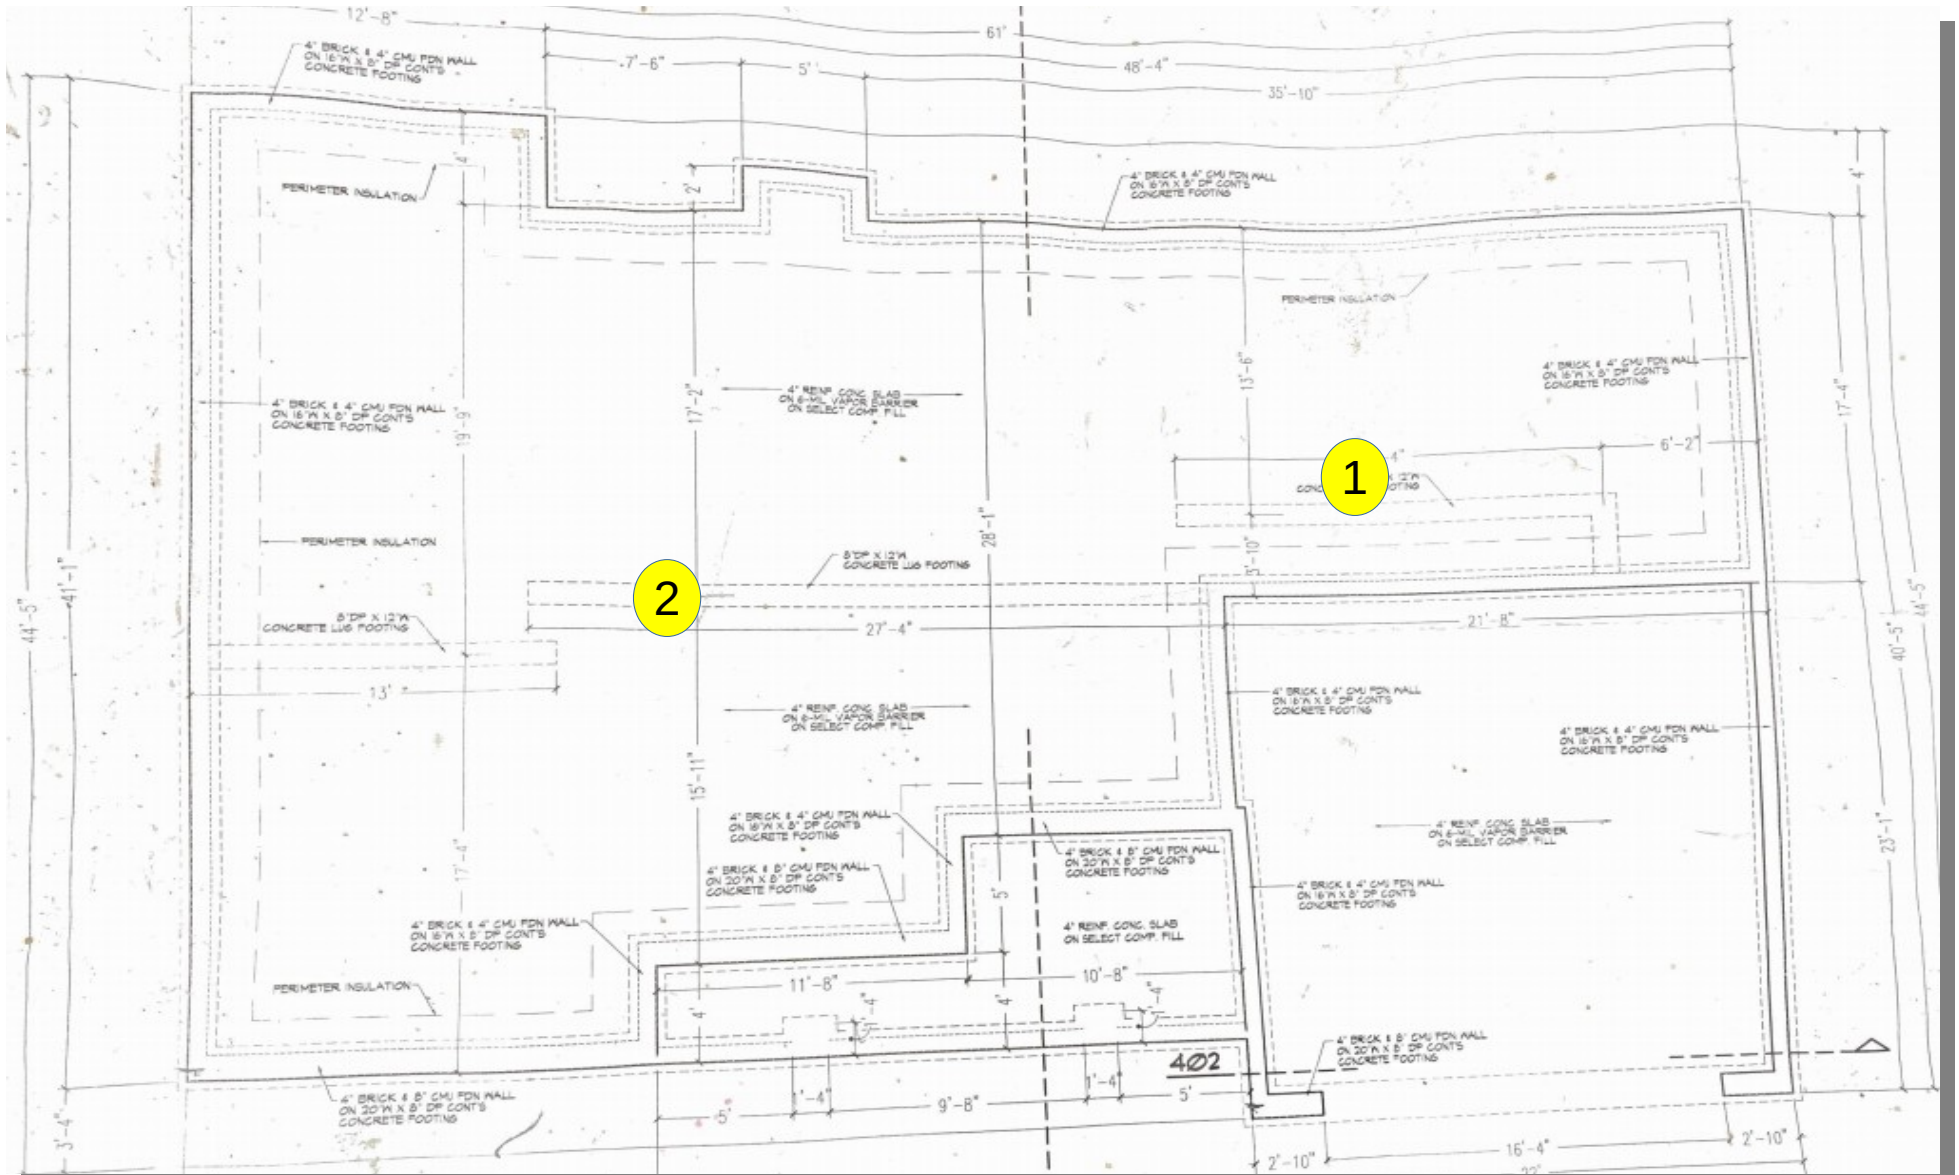 12'-8"
61'
48'-4"
7'-6"
5'
35'-10"
4" BRICK & 4" CMU FDN WALL
ON 16"W X 8" DP CONT'S
CONCRETE FOOTING
4'
PERIMETER INSULATION
2'
4" BRICK & 4" CMU FDN WALL
ON 16"W X 8" DP CONT'S
CONCRETE FOOTING
4'
PERIMETER INSULATION
13'-6"
4" BRICK & 4" CMU FDN WALL
ON 16"W X 8" DP CONT'S
CONCRETE FOOTING
17'-4"
4" BRICK & 4" CMU FDN WALL
ON 16"W X 8" DP CONT'S
CONCRETE FOOTING
19'-9"
17'-2"
4" REINF. CONC. SLAB
ON 6-MIL VAPOR BARRIER
ON SELECT COMP. FILL
6'-2"
4"
1
X 12"W
28'-1"
PERIMETER INSULATION
8"DP X 12"W
CONCRETE LUG FOOTING
2
44'-5"
41'-1"
8"DP X 12"W
CONCRETE LUG FOOTING
27'-4"
21'-8"
40'-5"
44'-5"
13'
4" REINF. CONC. SLAB
ON 6-MIL VAPOR BARRIER
ON SELECT COMP. FILL
4" BRICK & 4" CMU FDN WALL
ON 16"W X 8" DP CONT'S
CONCRETE FOOTING
4" BRICK & 4" CMU FDN WALL
ON 16"W X 8" DP CONT'S
CONCRETE FOOTING
15'-11"
17'-4"
4" BRICK & 4" CMU FDN WALL
ON 16"W X 8" DP CONT'S
CONCRETE FOOTING
4" BRICK & 8" CMU FDN WALL
ON 20"W X 8" DP CONT'S
CONCRETE FOOTING
4" BRICK & 8" CMU FDN WALL
ON 20"W X 8" DP CONT'S
CONCRETE FOOTING
4" REINF. CONC. SLAB
ON 6-MIL VAPOR BARRIER
ON SELECT COMP. FILL
23'-1"
4" BRICK & 4" CMU FDN WALL
ON 16"W X 8" DP CONT'S
CONCRETE FOOTING
5'
4" BRICK & 4" CMU FDN WALL
ON 16"W X 8" DP CONT'S
CONCRETE FOOTING
4" REINF. CONC. SLAB
ON SELECT COMP. FILL
PERIMETER INSULATION
11'-8"
10'-8"
4'
4'
4" BRICK & 8" CMU FDN WALL
ON 20"W X 8" DP CONT'S
CONCRETE FOOTING
402
4" BRICK & 8" CMU FDN WALL
ON 20"W X 8" DP CONT'S
CONCRETE FOOTING
5'
1'-4"
9'-8"
1'-4"
5'
3'-4"
2'-10"
16'-4"
2'-10"